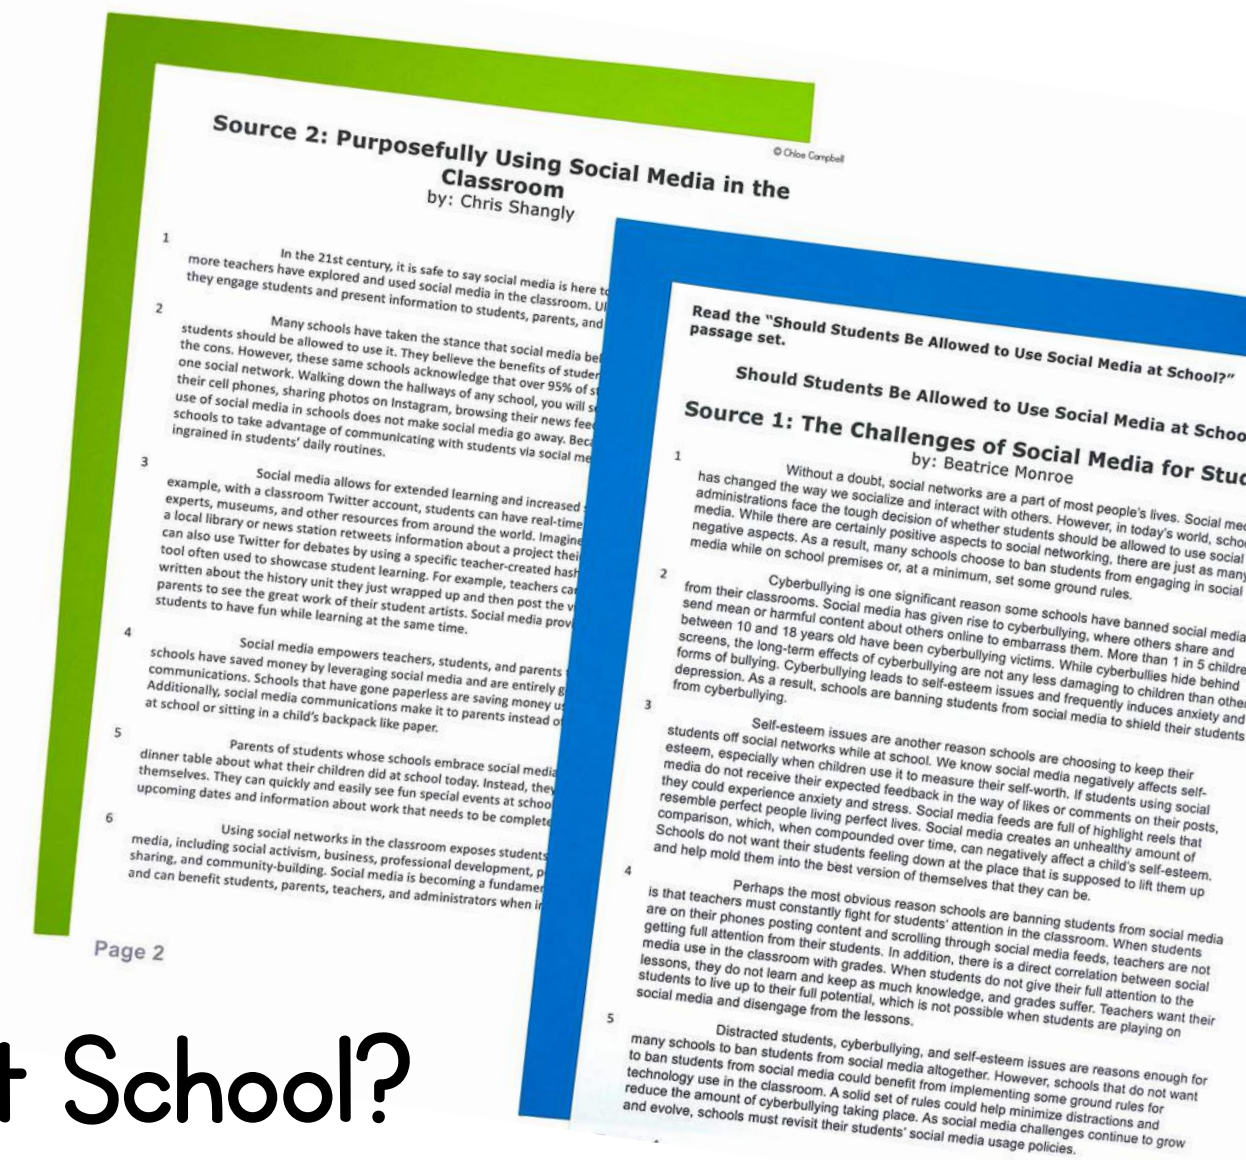 Source 2: Purposefully Using Social Media in the
Classroom
by: Chris Shangly
© Chloe Campbell
1
In the 21st century, it is safe to say social media is here to
more teachers have explored and used social media in the classroom.
they engage students and present information to students, parents, and
2
Many schools have taken the stance that social media
students should be allowed to use it. They believe the benefits of
the cons. However, these same schools acknowledge that over 95% of
one social network. Walking down the hallways of any school, you will
their cell phones, sharing photos on Instagram, browsing their news
use of social media in schools does not make social media go away.
schools to take advantage of communicating with students via social
ingrained in students' daily routines.
3
Social media allows for extended learning and increased
example, with a classroom Twitter account, students can have real-time
experts, museums, and other resources from around the world. Imagine
a local library or news station retweets information about a project
can also use Twitter for debates by using a specific teacher-created
tool often used to showcase student learning. For example, teachers
written about the history unit they just wrapped up and then post the
parents to see the great work of their student artists. Social media
students to have fun while learning at the same time.
4
Social media empowers teachers, students, and parents
schools have saved money by leveraging social media and are entirely
communications. Schools that have gone paperless are saving money
Additionally, social media communications make it to parents instead
at school or sitting in a child's backpack like paper.
5
Parents of students whose schools embrace social media
dinner table about what their children did at school today. Instead, they
themselves. They can quickly and easily see fun special events at
upcoming dates and information about work that needs to be
6
Using social networks in the classroom exposes students
media, including social activism, business, professional development,
sharing, and community-building. Social media is becoming a
and can benefit students, parents, teachers, and administrators when
Page 2
Read the "Should Students Be Allowed to Use Social Media at School?"
passage set.
Should Students Be Allowed to Use Social Media at Schoo
Source 1: The Challenges of Social Media for Stud
by: Beatrice Monroe
1
Without a doubt, social networks are a part of most people's lives. Social
has changed the way we socialize and interact with others. However, in today's world,
administrations face the tough decision of whether students should be allowed to use social
media. While there are certainly positive aspects to social networking, there are just as many
negative aspects. As a result, many schools choose to ban students from engaging in social
media while on school premises or, at a minimum, set some ground rules.
2
Cyberbullying is one significant reason some schools have banned social media
from their classrooms. Social media has given rise to cyberbullying, where others share and
send mean or harmful content about others online to embarrass them. More than 1 in 5 childre
between 10 and 18 years old have been cyberbullying victims. While cyberbullies hide behind
screens, the long-term effects of cyberbullying are not any less damaging to children than other
forms of bullying. Cyberbullying leads to self-esteem issues and frequently induces anxiety and
depression. As a result, schools are banning students from social media to shield their students
from cyberbullying.
3
Self-esteem issues are another reason schools are choosing to keep their
students off social networks while at school. We know social media negatively affects self-
esteem, especially when children use it to measure their self-worth. If students using social
media do not receive their expected feedback in the way of likes or comments on their posts,
they could experience anxiety and stress. Social media feeds are full of highlight reels that
resemble perfect people living perfect lives. Social media creates an unhealthy amount of
comparison, which, when compounded over time, can negatively affect a child's self-esteem.
Schools do not want their students feeling down at the place that is supposed to lift them up
and help mold them into the best version of themselves that they can be.
4
Perhaps the most obvious reason schools are banning students from social media
is that teachers must constantly fight for students' attention in the classroom. When students
are on their phones posting content and scrolling through social media feeds, teachers are not
getting full attention from their students. In addition, there is a direct correlation between social
media use in the classroom with grades. When students do not give their full attention to the
lessons, they do not learn and keep as much knowledge, and grades suffer. Teachers want their
students to live up to their full potential, which is not possible when students are playing on
social media and disengage from the lessons.
5
Distracted students, cyberbullying, and self-esteem issues are reasons enough for
many schools to ban students from social media altogether. However, schools that do not want
to ban students from social media could benefit from implementing some ground rules for
technology use in the classroom. A solid set of rules could help minimize distractions and
reduce the amount of cyberbullying taking place. As social media challenges continue to grow
and evolve, schools must revisit their students' social media usage policies.
t School?